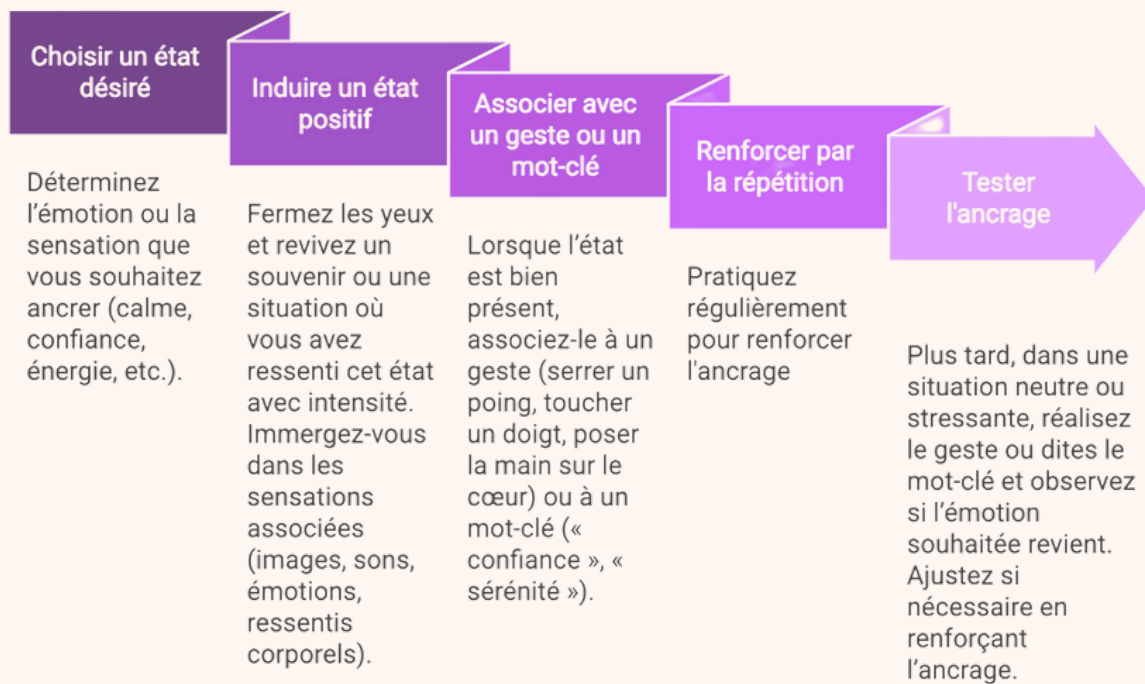 Choisir un état
désiré
Déterminez
l’émotion ou la
sensation que
vous souhaitez
ancrer (calme,
confiance,
énergie, etc.).
Induire un état
positif
Fermez les yeux
et revivez un
souvenir ou une
situation où
vous avez
ressenti cet état
avec intensité.
Immergez-vous
dans les
sensations
associées
(images, sons,
émotions,
ressentis
corporels).
Associer avec
un geste ou un
mot-clé
Lorsque l’état
est bien
présent,
associez-le à un
geste (serrer un
poing, toucher
un doigt, poser
la main sur le
cœur) ou à un
mot-clé («
confiance », «
sérénité »).
Renforcer par
la répétition
Pratiquez
régulièrement
pour renforcer
l'ancrage
Tester
l'ancrage
Plus tard, dans une
situation neutre ou
stressante, réalisez
le geste ou dites le
mot-clé et observez
si l’émotion
souhaitée revient.
Ajustez si
nécessaire en
renforçant
l’ancrage.